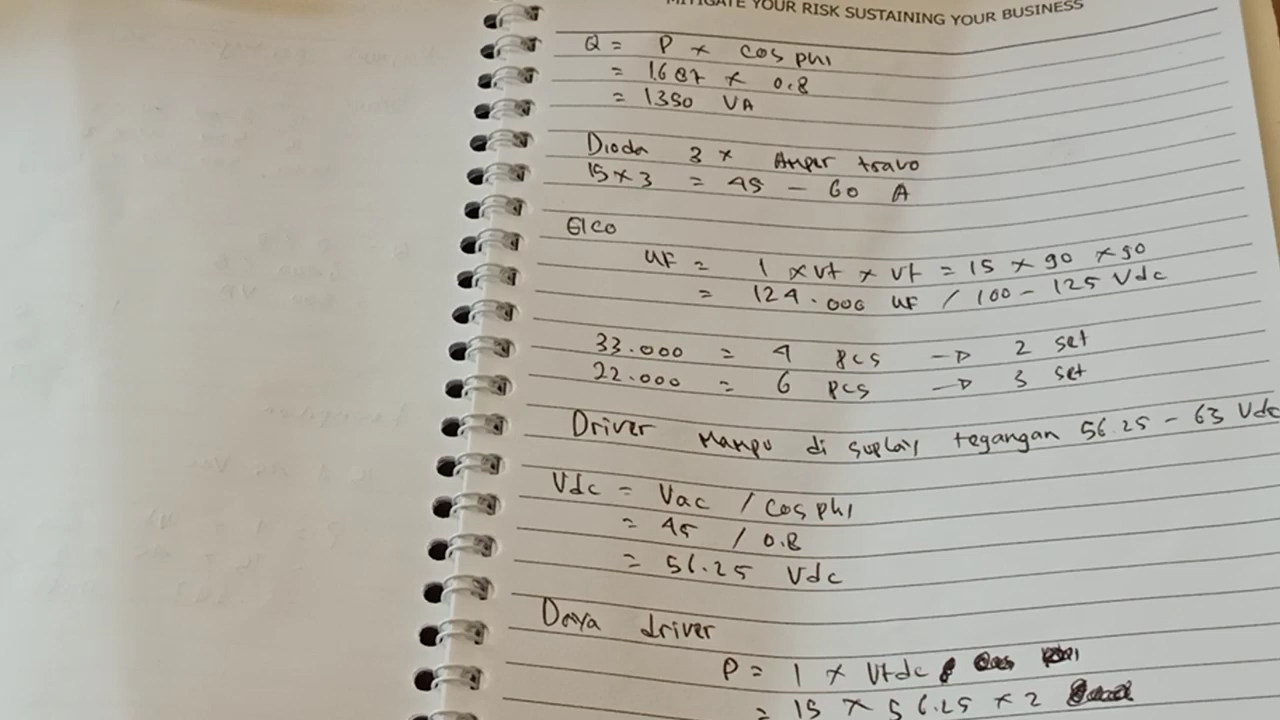 MITIGATE YOUR RISK SUSTAINING YOUR BUSINESS
Q = P x cos phi
= 1687 x 0.8
= 1350 VA
Dioda 3 x Amper travo
15 x 3 = 45 - 60 A
Elco
UF = 1 x Vt x Vt = 15 x 90 x 90
= 124.000 UF / 100 - 125 Vdc
33.000 = 4 pcs → 2 set
22.000 = 6 pcs → 3 set
Driver Mampu di suplaiy tegangan 56.25 - 63 Vdc
Vdc = Vac / cos phi
= 45 / 0.8
= 56.25 Vdc
Daya driver
P = 1 x Vtdc
= 15 x 56.25 x 2